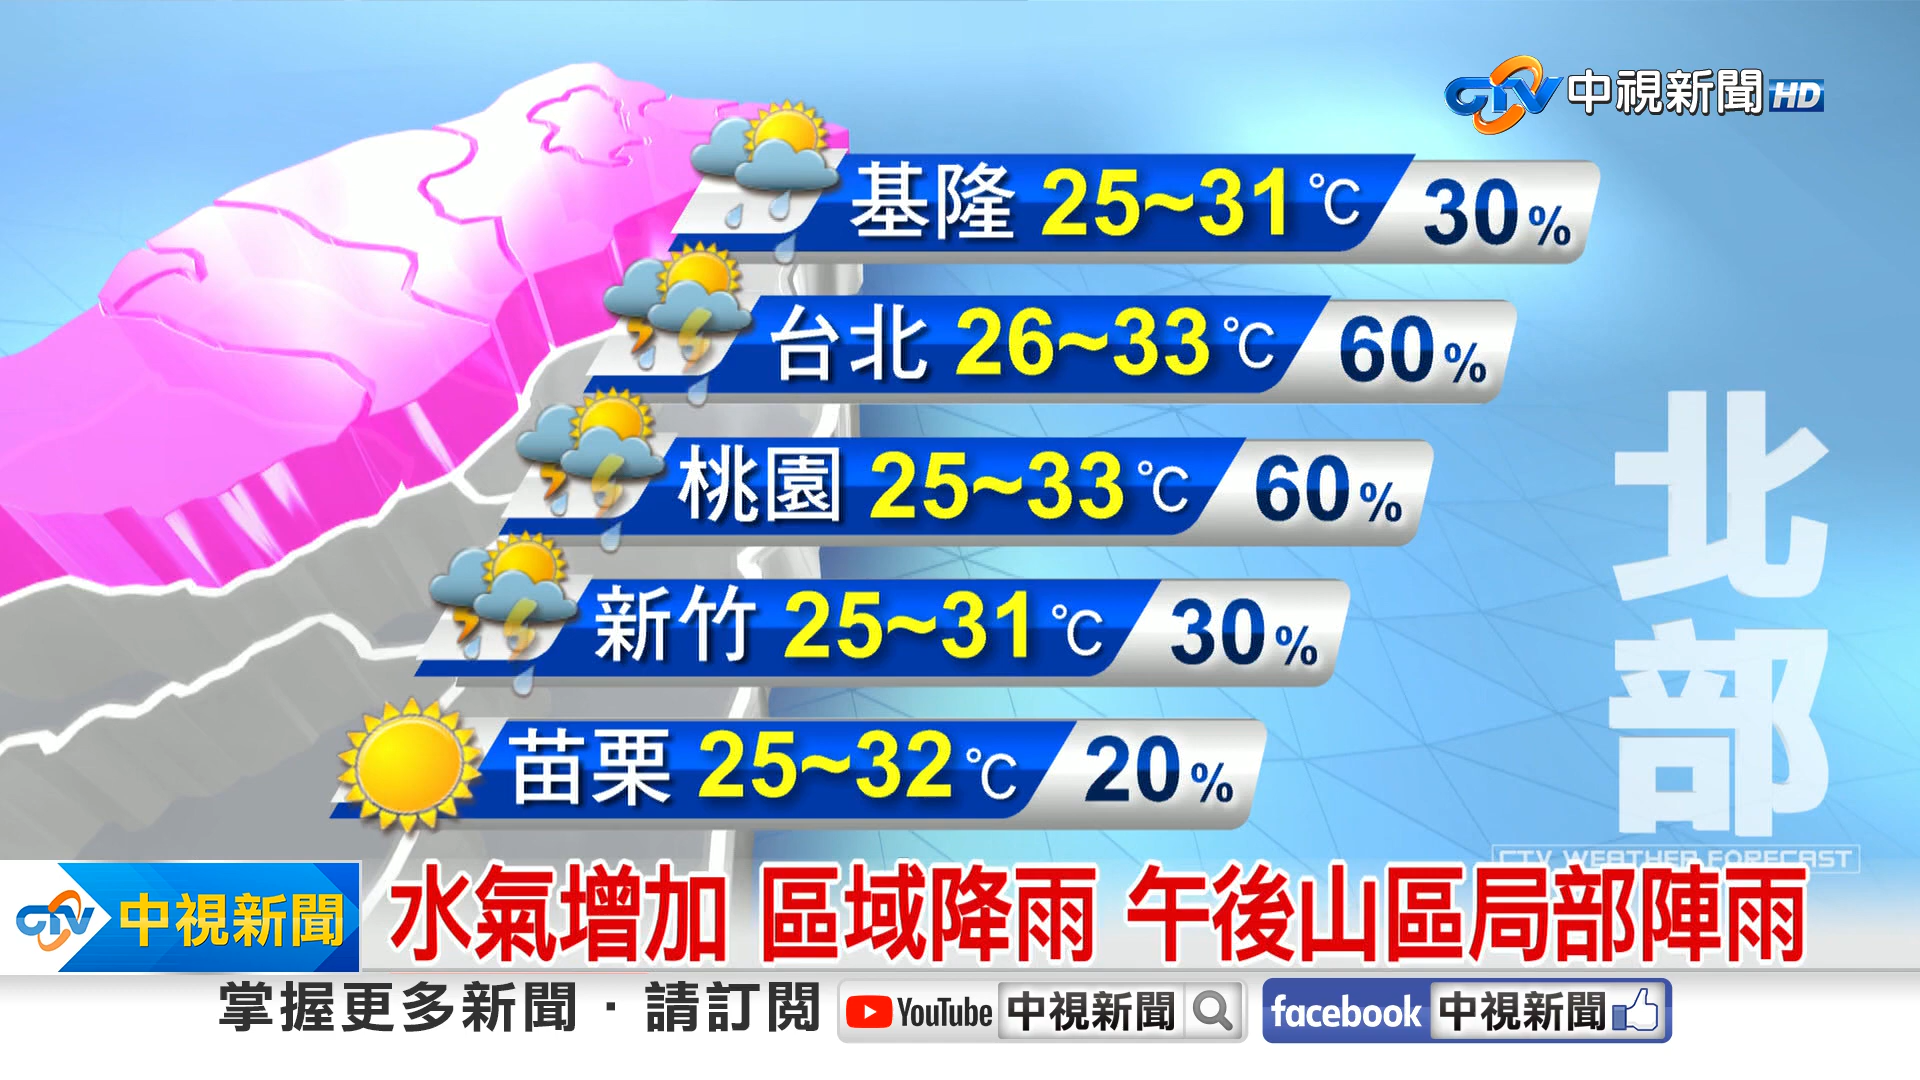 CTV 中視新聞 HD
基隆 25~31 ℃ 30%
台北 26~33 ℃ 60%
桃園 25~33 ℃ 60%
新竹 25~31 ℃ 30%
苗栗 25~32 ℃ 20%
北部
CTV WEATHER FORECAST
CTV 中視新聞
水氣增加 區域降雨 午後山區局部陣雨
掌握更多新聞‧請訂閱 YouTube 中視新聞 facebook 中視新聞